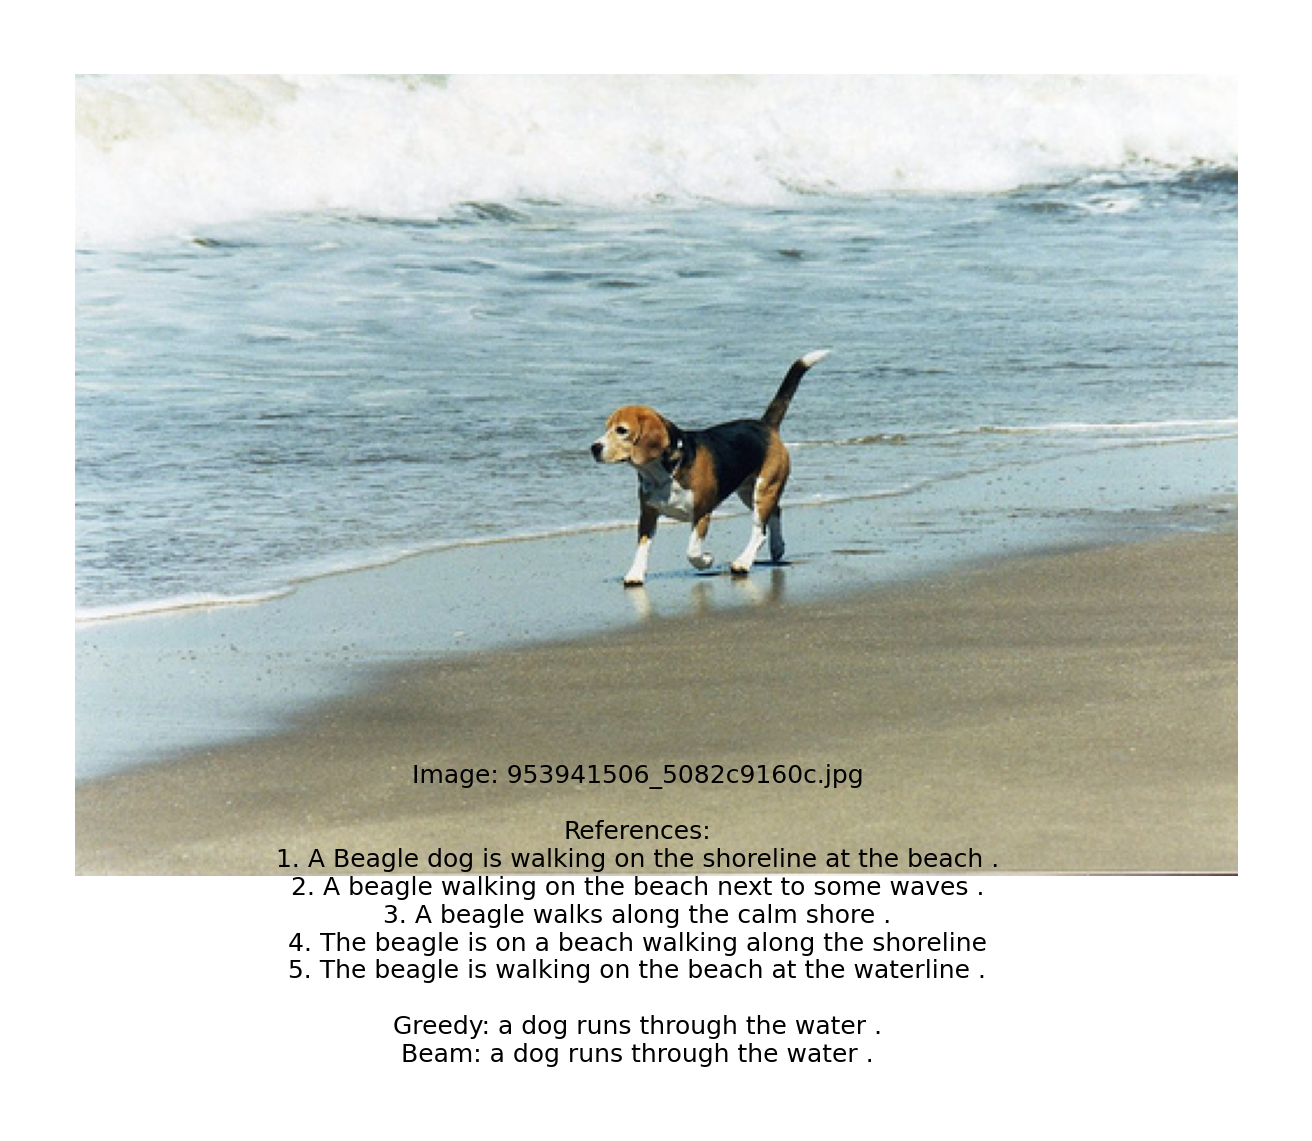 Image: 953941506_5082c9160c.jpg
References:
1. A Beagle dog is walking on the shoreline at the beach .
2. A beagle walking on the beach next to some waves .
3. A beagle walks along the calm shore .
4. The beagle is on a beach walking along the shoreline
5. The beagle is walking on the beach at the waterline .
Greedy: a dog runs through the water .
Beam: a dog runs through the water .